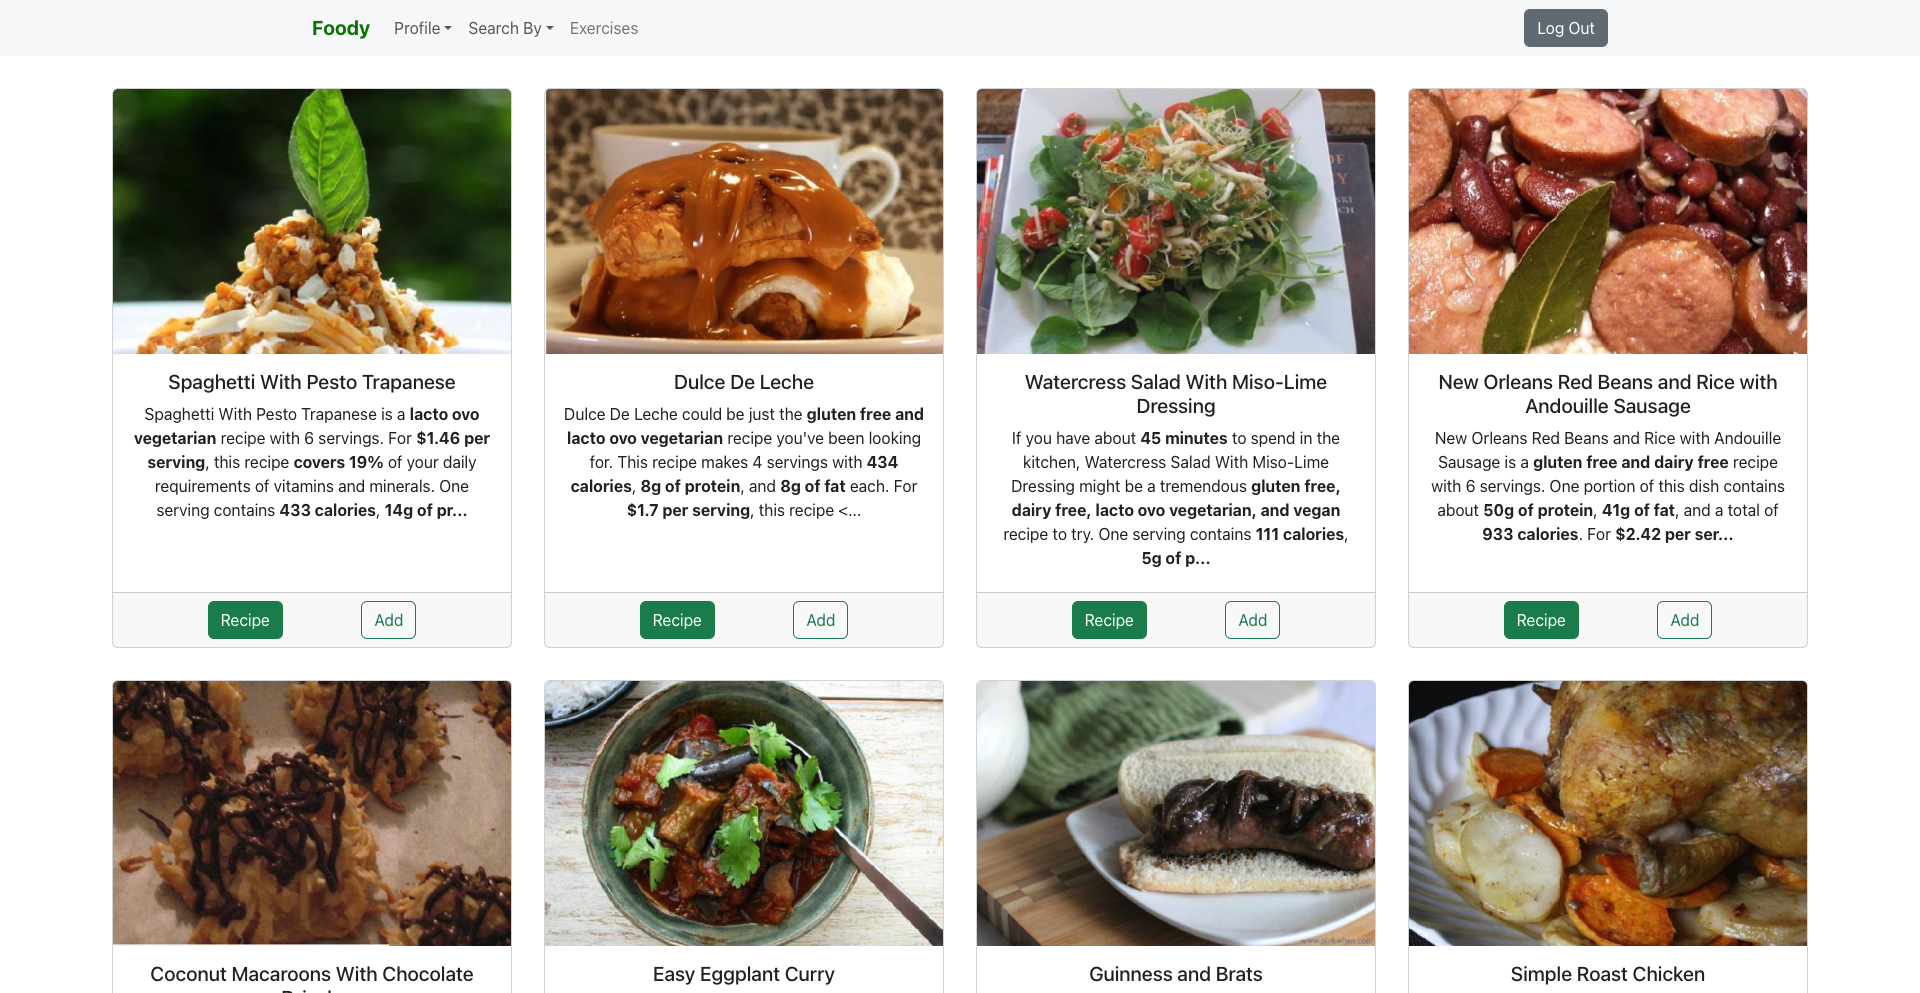 Foody Profile Search By Exercises Log Out
Spaghetti With Pesto Trapanese
Spaghetti With Pesto Trapanese is a lacto ovo
vegetarian recipe with 6 servings. For $1.46 per
serving, this recipe covers 19% of your daily
requirements of vitamins and minerals. One
serving contains 433 calories, 14g of pr...
Recipe Add
Dulce De Leche
Dulce De Leche could be just the gluten free and
lacto ovo vegetarian recipe you've been looking
for. This recipe makes 4 servings with 434
calories, 8g of protein, and 8g of fat each. For
$1.7 per serving, this recipe <...
Recipe Add
Watercress Salad With Miso-Lime
Dressing
If you have about 45 minutes to spend in the
kitchen, Watercress Salad With Miso-Lime
Dressing might be a tremendous gluten free,
dairy free, lacto ovo vegetarian, and vegan
recipe to try. One serving contains 111 calories,
5g of p...
Recipe Add
New Orleans Red Beans and Rice with
Andouille Sausage
New Orleans Red Beans and Rice with Andouille
Sausage is a gluten free and dairy free recipe
with 6 servings. One portion of this dish contains
about 50g of protein, 41g of fat, and a total of
933 calories. For $2.42 per ser...
Recipe Add
Coconut Macaroons With Chocolate
Easy Eggplant Curry
www.pinkwhen.com
Guinness and Brats
Simple Roast Chicken